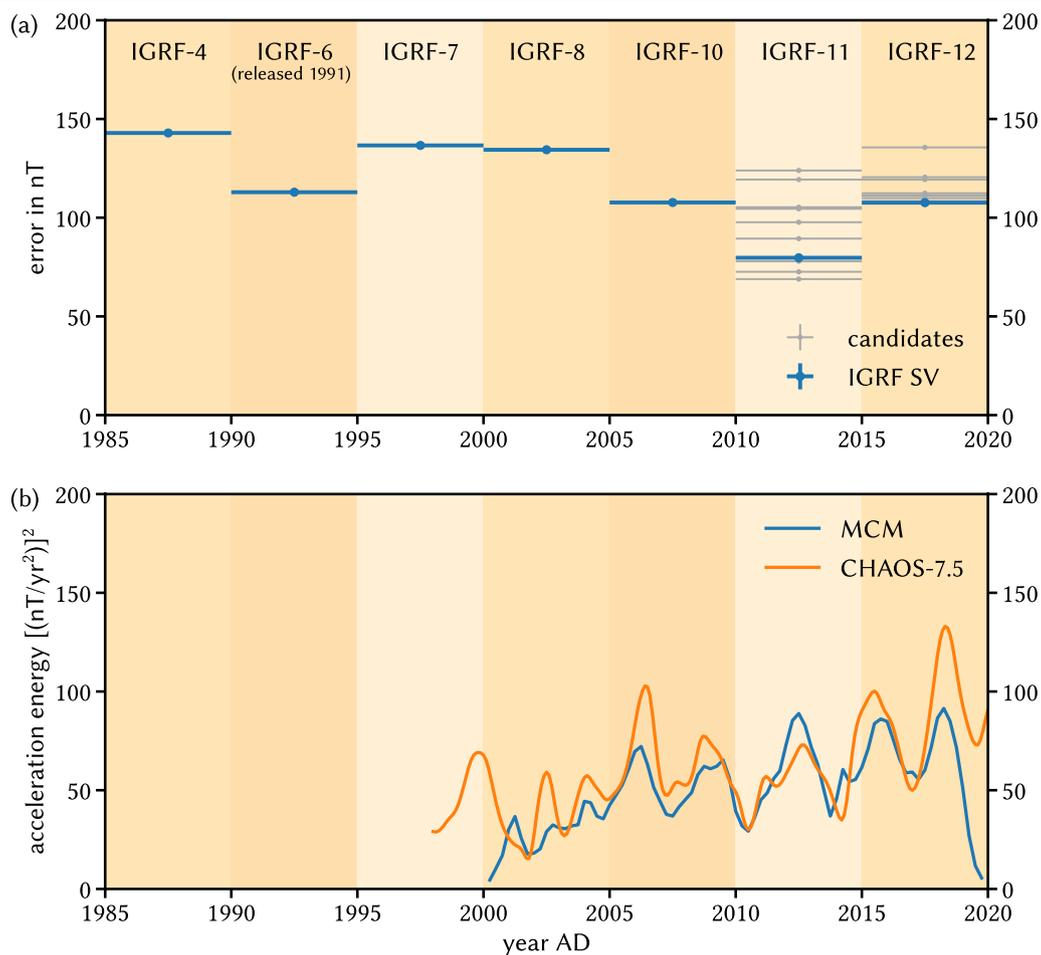 (a)
200
200
IGRF-4
IGRF-6
IGRF-7
IGRF-8
IGRF-10
IGRF-11
IGRF-12
(released 1991)
150
150
error in nT
100
100
50
50
candidates
IGRF SV
0
0
1985
1990
1995
2000
2005
2010
2015
2020
(b)
200
200
MCM
CHAOS-7.5
acceleration energy [(nT/yr²)]²
150
150
100
100
50
50
0
0
1985
1990
1995
2000
2005
2010
2015
2020
year AD